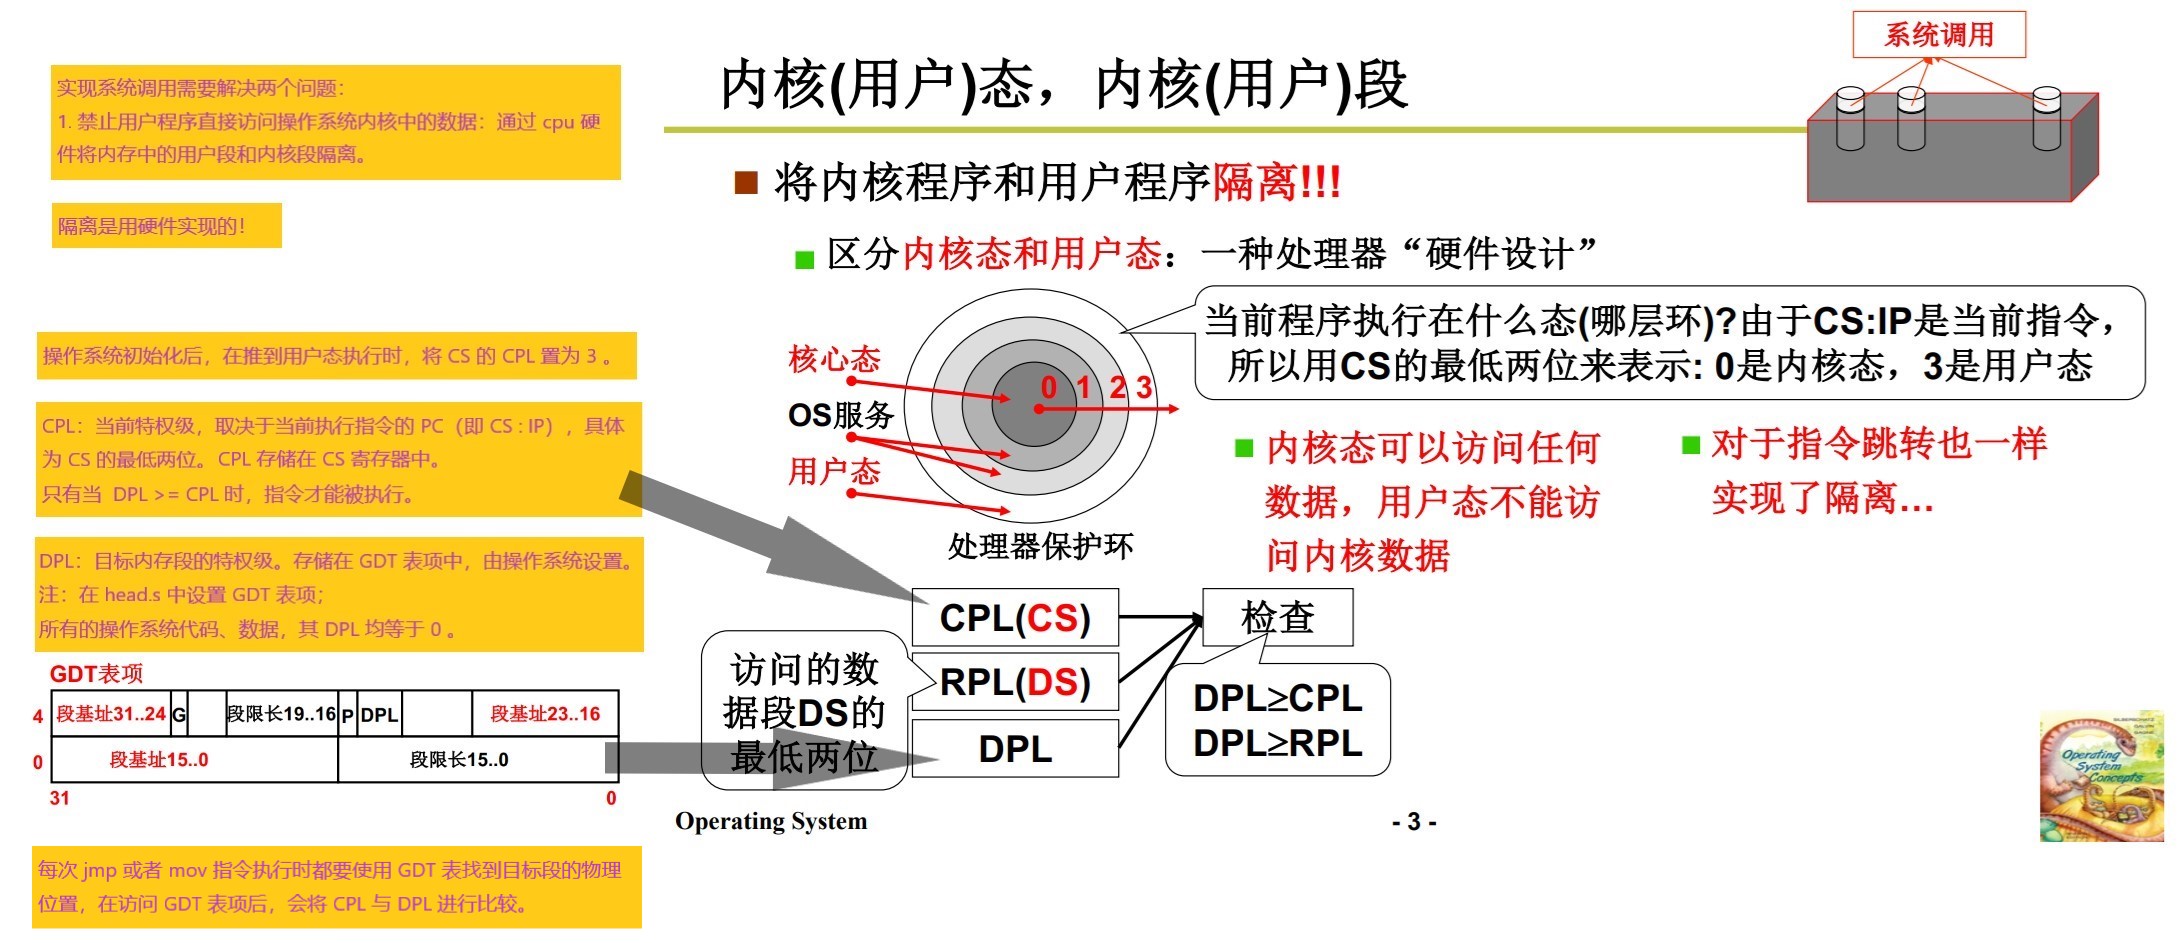 系统调用
内核(用户)态，内核(用户)段
实现系统调用需要解决两个问题：
1. 禁止用户程序直接访问操作系统内核中的数据：通过 cpu 硬
件将内存中的用户段和内核段隔离。
隔离是用硬件实现的！
将内核程序和用户程序隔离!!!
区分内核态和用户态：一种处理器“硬件设计”
当前程序执行在什么态(哪层环)?由于CS:IP是当前指令，
所以用CS的最低两位来表示: 0是内核态，3是用户态
操作系统初始化后，在推到用户态执行时，将 CS 的 CPL 置为 3 。
核心态
OS服务
用户态
0 1 2 3
处理器保护环
内核态可以访问任何
数据，用户态不能访
问内核数据
对于指令跳转也一样
实现了隔离...
CPL：当前特权级，取决于当前执行指令的 PC（即 CS : IP），具体
为 CS 的最低两位。CPL 存储在 CS 寄存器中。
只有当  DPL >= CPL 时，指令才能被执行。
DPL：目标内存段的特权级。存储在 GDT 表项中，由操作系统设置。
注：在 head.s 中设置 GDT 表项；
所有的操作系统代码、数据，其 DPL 均等于 0 。
CPL(CS)
RPL(DS)
DPL
检查
DPL≥CPL
DPL≥RPL
访问的数
据段DS的
最低两位
GDT表项
4 段基址31..24 G 段限长19..16 P DPL 段基址23..16
0 段基址15..0 段限长15..0
31 0
Operating System
- 3 -
Operating
System
Concepts
每次 jmp 或者 mov 指令执行时都要使用 GDT 表找到目标段的物理
位置，在访问 GDT 表项后，会将 CPL 与 DPL 进行比较。